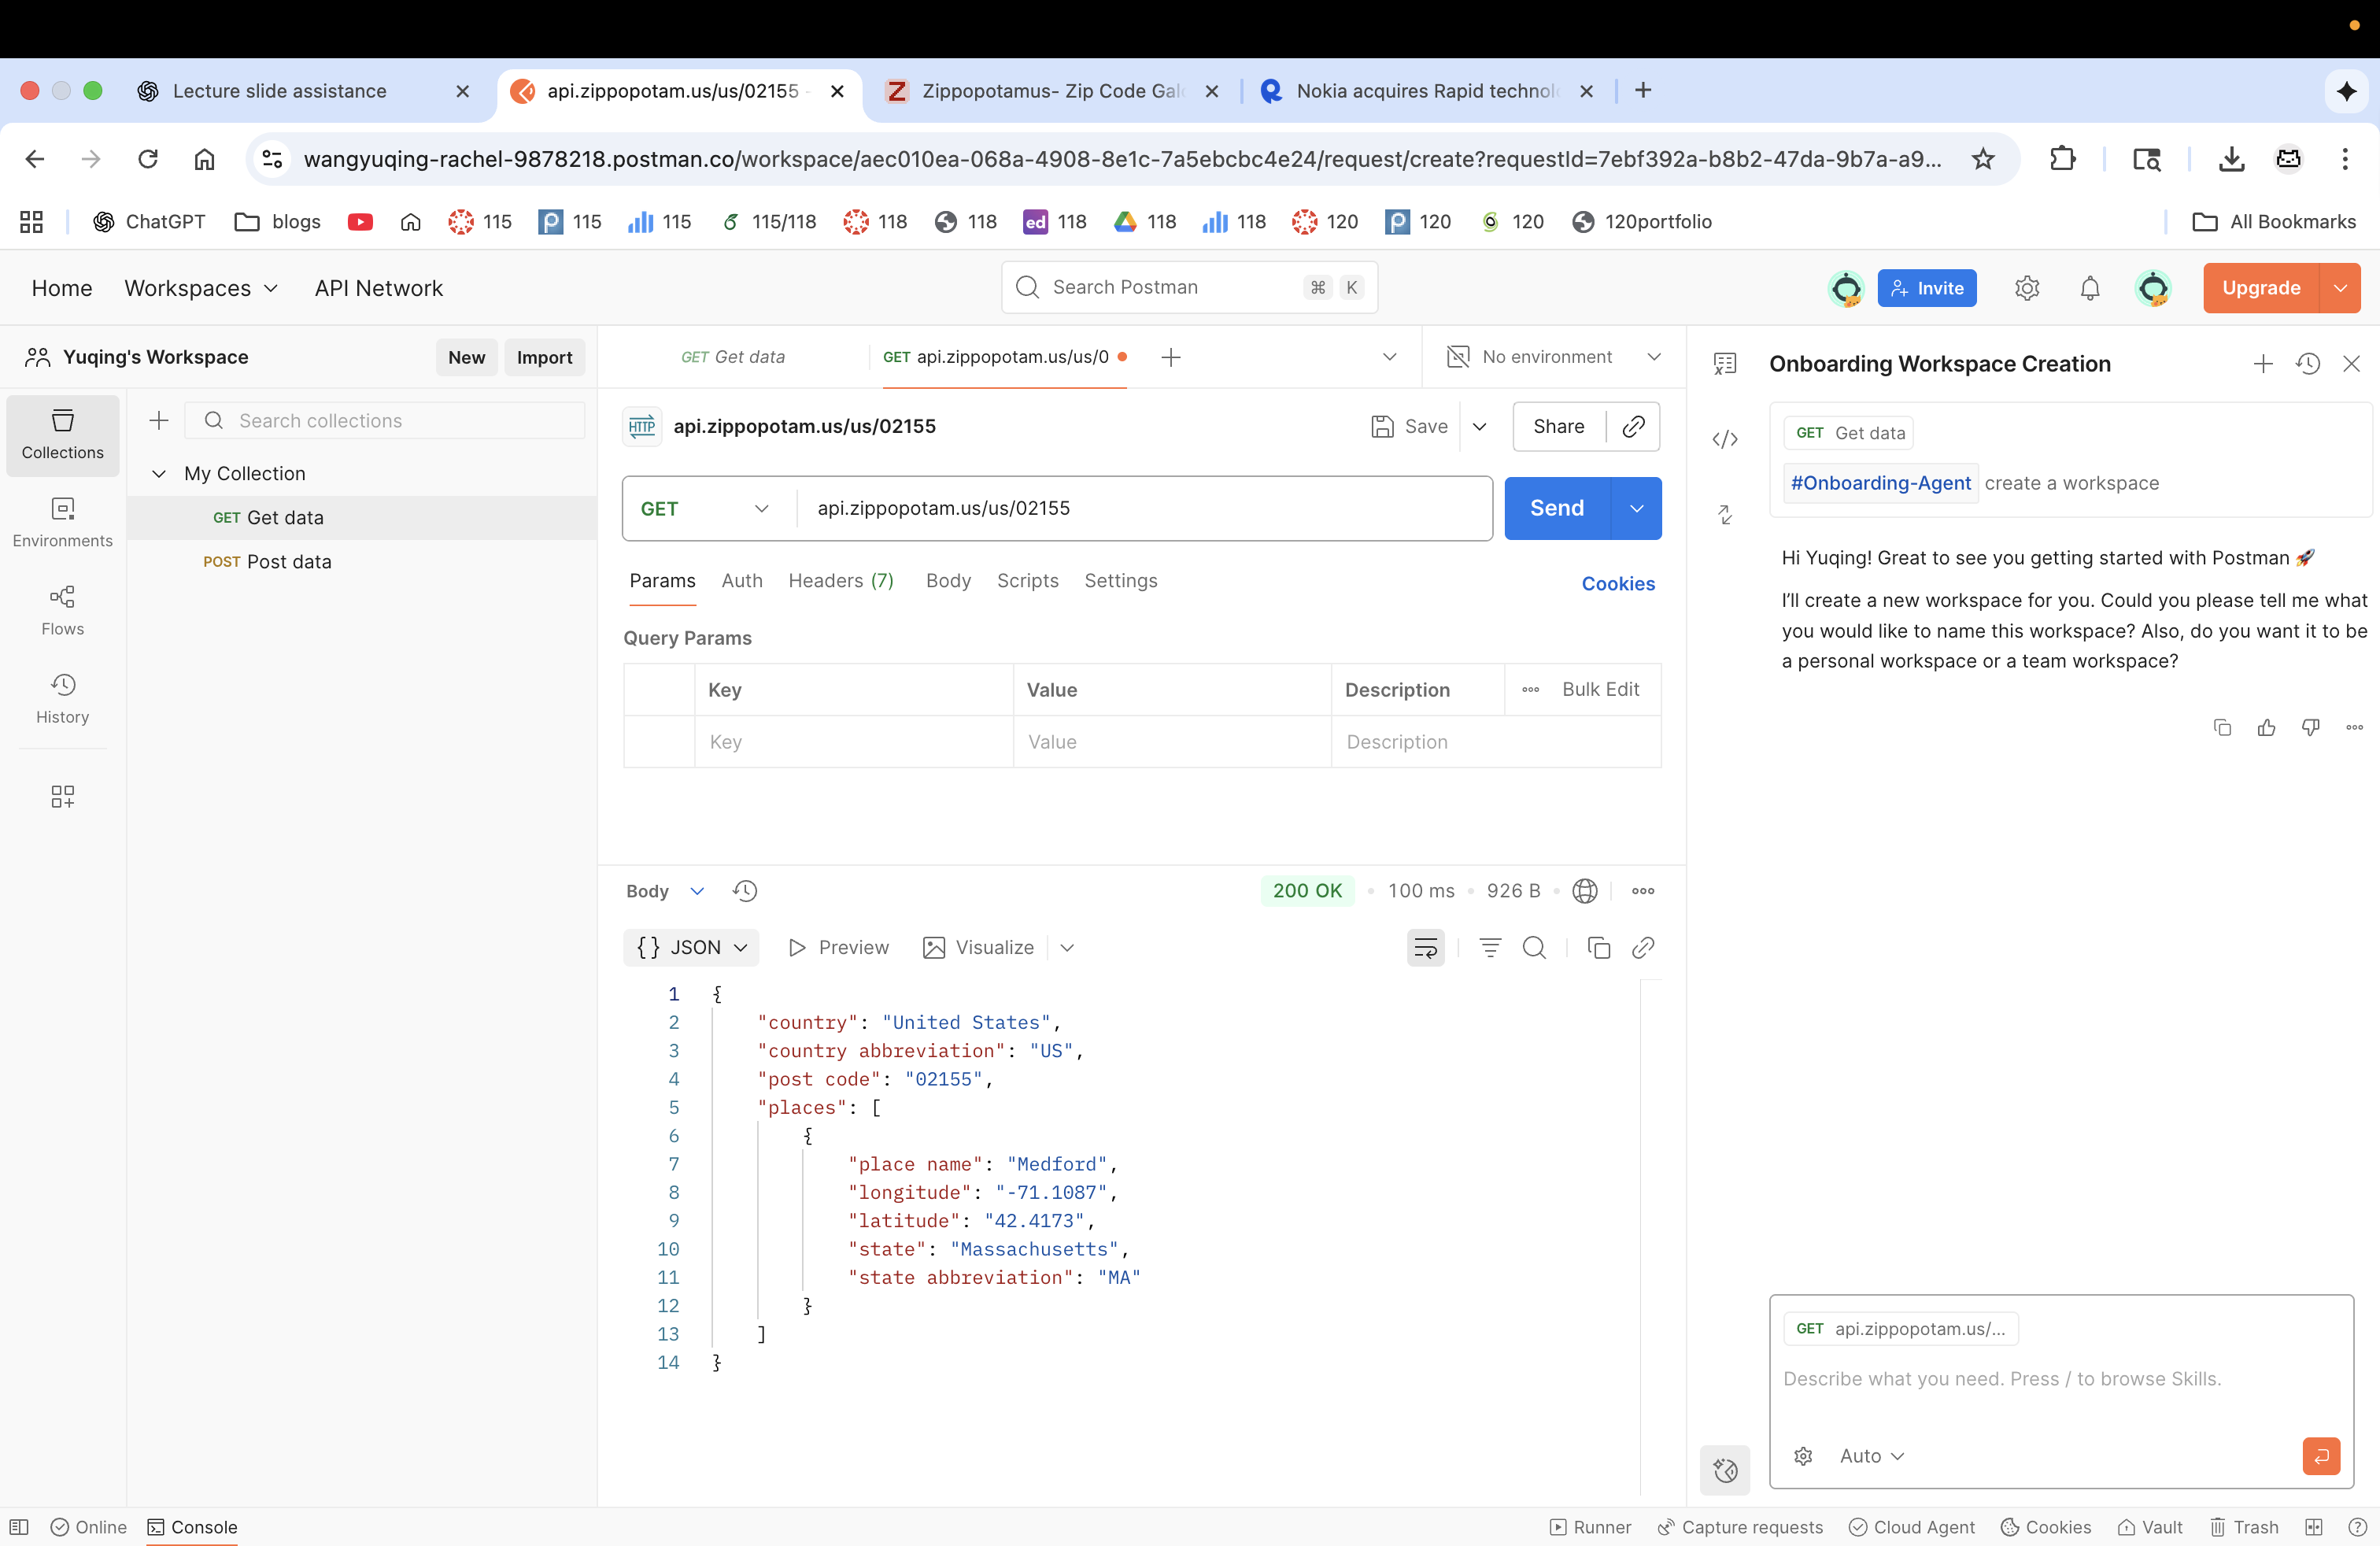 Lecture slide assistance
api.zippopotam.us/us/02155
Zippopotamus- Zip Code Gal
Nokia acquires Rapid technol
wangyuqing-rachel-9878218.postman.co/workspace/aec010ea-068a-4908-8e1c-7a5ebcbc4e24/request/create?requestId=7ebf392a-b8b2-47da-9b7a-a9...
ChatGPT blogs 115 115 115 115/118 118 118 ed 118 118 118 120 120 120 120portfolio All Bookmarks
Home Workspaces API Network Search Postman ⌘ K Invite Upgrade
Yuqing's Workspace New Import
GET Get data GET api.zippopotam.us/us/0 No environment
Collections
Environments
Flows
History
Search collections
My Collection
GET Get data
POST Post data
HTTP api.zippopotam.us/us/02155 Save Share
GET api.zippopotam.us/us/02155 Send
Params Auth Headers (7) Body Scripts Settings Cookies
Query Params
Key Value Description Bulk Edit
Key Value Description
Body 200 OK • 100 ms • 926 B
{} JSON Preview Visualize
1 {
2 "country": "United States",
3 "country abbreviation": "US",
4 "post code": "02155",
5 "places": [
6 {
7 "place name": "Medford",
8 "longitude": "-71.1087",
9 "latitude": "42.4173",
10 "state": "Massachusetts",
11 "state abbreviation": "MA"
12 }
13 ]
14 }
Onboarding Workspace Creation
GET Get data
#Onboarding-Agent create a workspace
Hi Yuqing! Great to see you getting started with Postman 🚀
I'll create a new workspace for you. Could you please tell me what
you would like to name this workspace? Also, do you want it to be
a personal workspace or a team workspace?
GET api.zippopotam.us/...
Describe what you need. Press / to browse Skills.
Auto
Online Console Runner Capture requests Cloud Agent Cookies Vault Trash